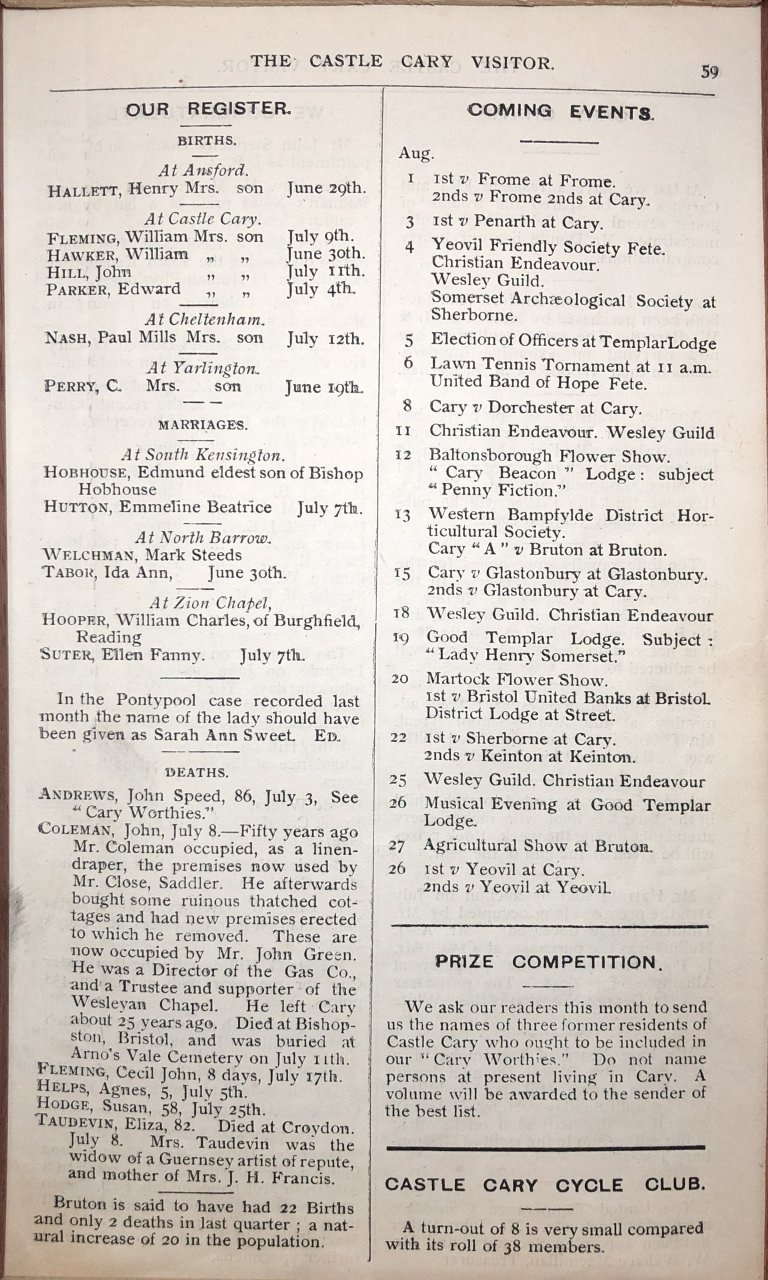 THE CASTLE CARY VISITOR.
59
OUR REGISTER.
BIRTHS.
At Ansford.
HALLETT, Henry Mrs. son June 29th.
At Castle Cary.
FLEMING, William Mrs. son July 9th.
HAWKER, William „ „ June 30th.
HILL, John „ „ July 11th.
PARKER, Edward „ „ July 4th.
At Cheltenham.
NASH, Paul Mills Mrs. son July 12th.
At Yarlington.
PERRY, C. Mrs. son June 19th.
MARRIAGES.
At South Kensington.
HOBHOUSE, Edmund eldest son of Bishop
Hobhouse
HUTTON, Emmeline Beatrice July 7th.
At North Barrow.
WELCHMAN, Mark Steeds
TABOR, Ida Ann, June 30th.
At Zion Chapel,
HOOPER, William Charles, of Burghfield,
Reading
SUTER, Ellen Fanny. July 7th.
In the Pontypool case recorded last
month the name of the lady should have
been given as Sarah Ann Sweet. ED.
DEATHS.
ANDREWS, John Speed, 86, July 3, See
“ Cary Worthies.”
COLEMAN, John, July 8.—Fifty years ago
Mr. Coleman occupied, as a linen-
draper, the premises now used by
Mr. Close, Saddler. He afterwards
bought some ruinous thatched cot-
tages and had new premises erected
to which he removed. These are
now occupied by Mr. John Green.
He was a Director of the Gas Co.,
and a Trustee and supporter of the
Wesleyan Chapel. He left Cary
about 25 years ago. Died at Bishop-
ston, Bristol, and was buried at
Arno's Vale Cemetery on July 11th.
FLEMING, Cecil John, 8 days, July 17th.
HELPS, Agnes, 5, July 5th.
HODGE, Susan, 58, July 25th.
TAUDEVIN, Eliza, 82. Died at Croydon.
July 8. Mrs. Taudevin was the
widow of a Guernsey artist of repute,
and mother of Mrs. J. H. Francis.
Bruton is said to have had 22 Births
and only 2 deaths in last quarter ; a nat-
ural increase of 20 in the population.
COMING EVENTS.
Aug.
1 1st v Frome at Frome.
2nds v Frome 2nds at Cary.
3 1st v Penarth at Cary.
4 Yeovil Friendly Society Fete.
Christian Endeavour.
Wesley Guild.
Somerset Archæological Society at
Sherborne.
5 Election of Officers at TemplarLodge
6 Lawn Tennis Tornament at 11 a.m.
United Band of Hope Fete.
8 Cary v Dorchester at Cary.
11 Christian Endeavour. Wesley Guild
12 Baltonsborough Flower Show.
“ Cary Beacon ” Lodge : subject
“ Penny Fiction.”
13 Western Bampfylde District Hor-
ticultural Society.
Cary “ A ” v Bruton at Bruton.
15 Cary v Glastonbury at Glastonbury.
2nds v Glastonbury at Cary.
18 Wesley Guild. Christian Endeavour
19 Good Templar Lodge. Subject :
“ Lady Henry Somerset.”
20 Martock Flower Show.
1st v Bristol United Banks at Bristol.
District Lodge at Street.
22 1st v Sherborne at Cary.
2nds v Keinton at Keinton.
25 Wesley Guild. Christian Endeavour
26 Musical Evening at Good Templar
Lodge.
27 Agricultural Show at Bruton.
26 1st v Yeovil at Cary.
2nds v Yeovil at Yeovil.
PRIZE COMPETITION.
We ask our readers this month to send
us the names of three former residents of
Castle Cary who ought to be included in
our “ Cary Worthies.” Do not name
persons at present living in Cary. A
volume will be awarded to the sender of
the best list.
CASTLE CARY CYCLE CLUB.
A turn-out of 8 is very small compared
with its roll of 38 members.